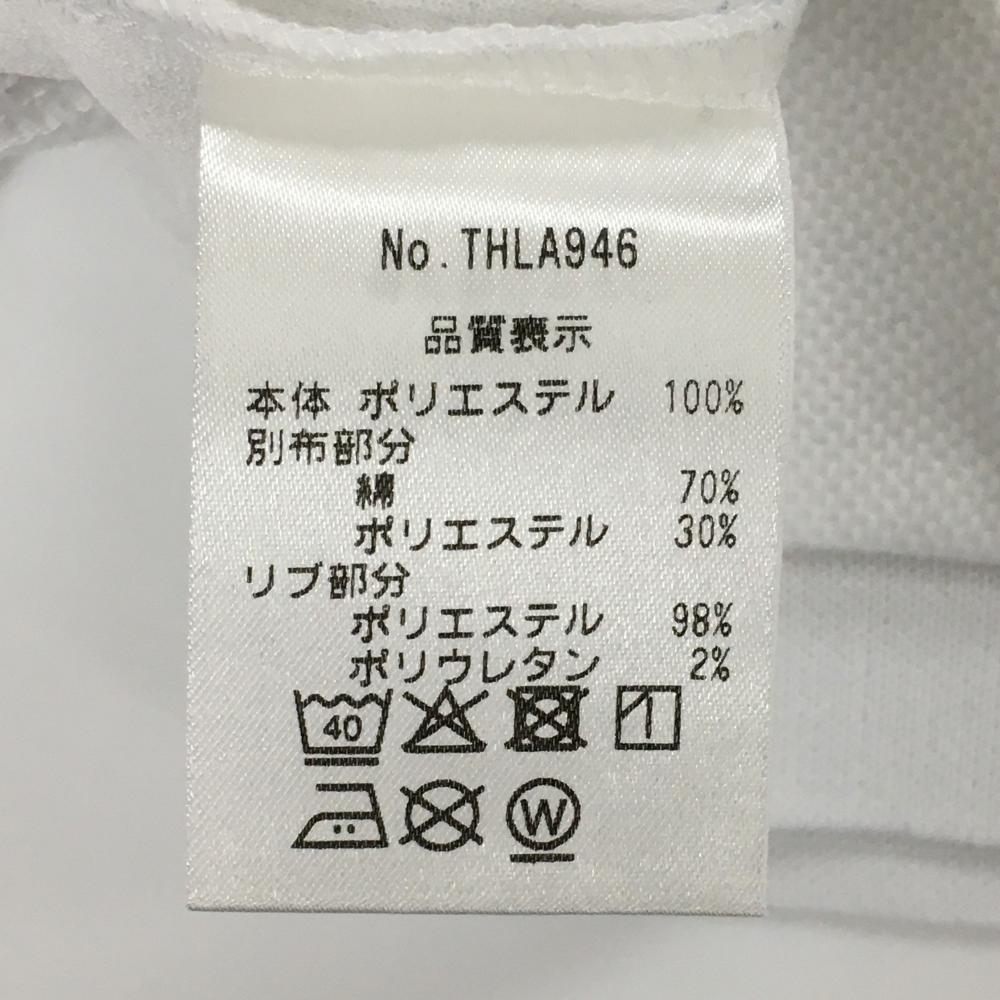 No.THLA946
品質表示
本体 ポリエステル 100%
別布部分
綿 70%
ポリエステル 30%
リブ部分
ポリエステル 98%
ポリウレタン 2%
40
W